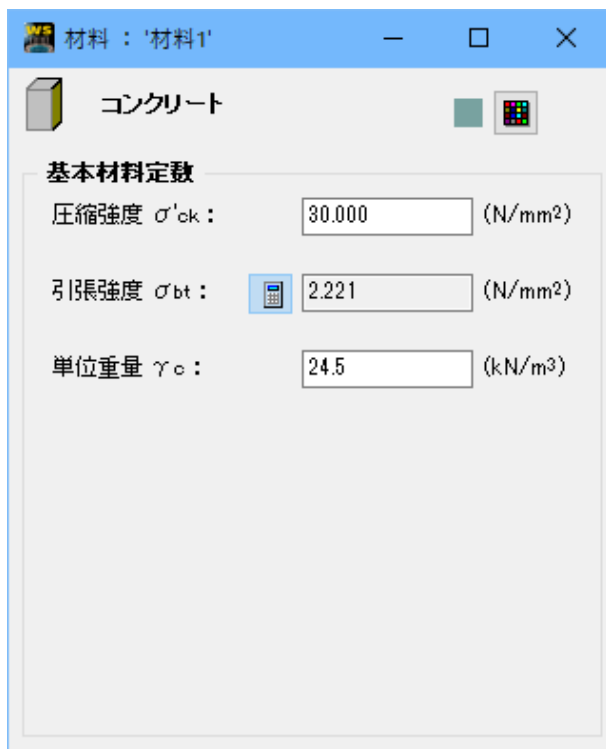 材料 : '材料1'
コンクリート
基本材料定数
圧縮強度 σ'ck： 30.000 (N/mm2)
引張強度 σbt： 2.221 (N/mm2)
単位重量 γc： 24.5 (kN/m3)